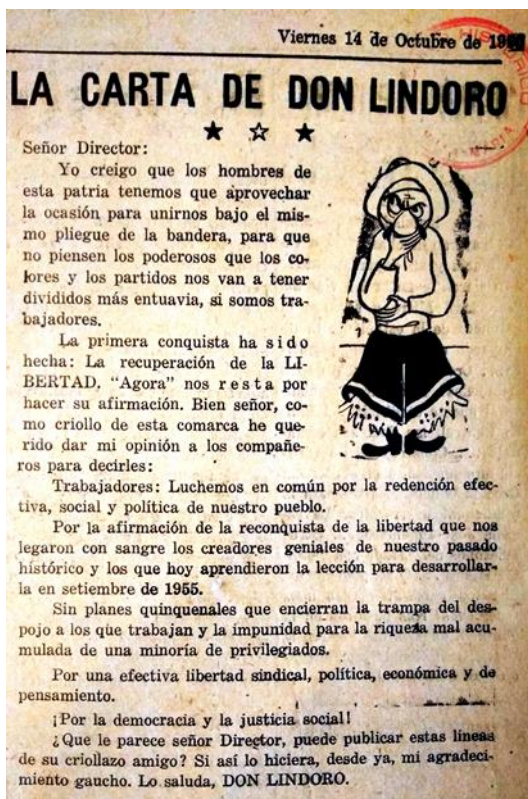 Viernes 14 de Octubre de 19
LA CARTA DE DON LINDORO
Señor Director:
Yo creigo que los hombres de
esta patria tenemos que aprovechar
la ocasión para unirnos bajo el mis-
mo pliegue de la bandera, para que
no piensen los poderosos que los co-
lores y los partidos nos van a tener
divididos más entuavia, si somos tra-
bajadores.
La primera conquista ha sido
hecha: La recuperación de la LI-
BERTAD, "Agora" nos resta por
hacer su afirmación. Bien señor, co-
mo criollo de esta comarca he que-
rido dar mi opinión a los compañe-
ros para decirles:
Trabajadores: Luchemos en común por la redención efec-
tiva, social y política de nuestro pueblo.
Por la afirmación de la reconquista de la libertad que nos
legaron con sangre los creadores geniales de nuestro pasado
histórico y los que hoy aprendieron la lección para desarrollar-
la en setiembre de 1955.
Sin planes quinquenales que encierran la trampa del des-
pojo a los que trabajan y la impunidad para la riqueza mal acu-
mulada de una minoría de privilegiados.
Por una efectiva libertad sindical, política, económica y de
pensamiento.
¡Por la democracia y la justicia social!
¿Que le parece señor Director, puede publicar estas lineas
de su criollazo amigo? Si así lo hiciera, desde ya, mi agradeci-
miento gaucho. Lo saluda, DON LINDORO.